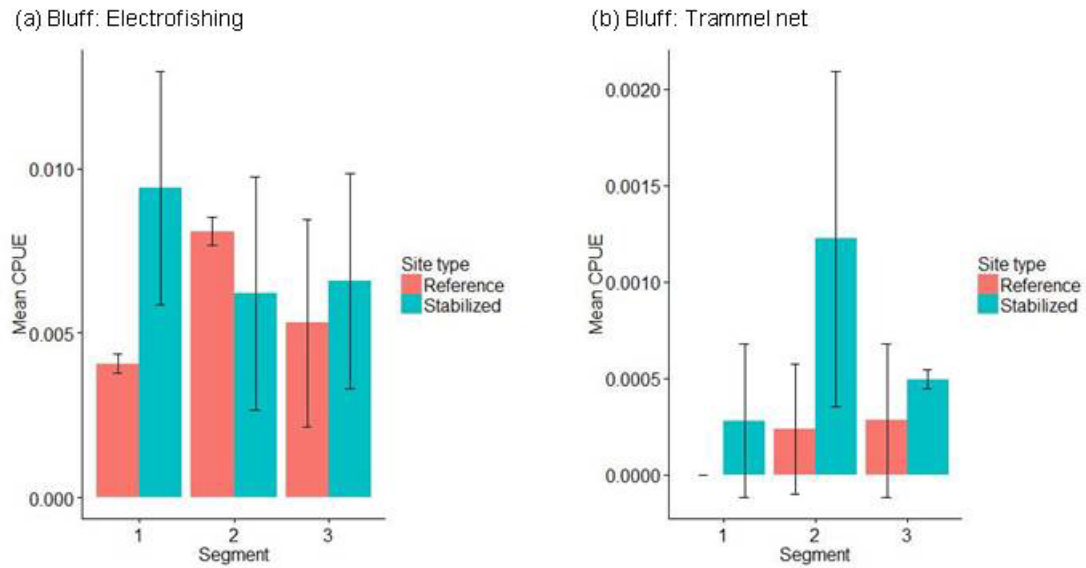 (a) Bluff: Electrofishing
Mean CPUE
0.010
0.005
0.000
1 2 3
Segment
Site type
Reference
Stabilized
(b) Bluff: Trammel net
Mean CPUE
0.0020
0.0015
0.0010
0.0005
0.0000
1 2 3
Segment
Site type
Reference
Stabilized